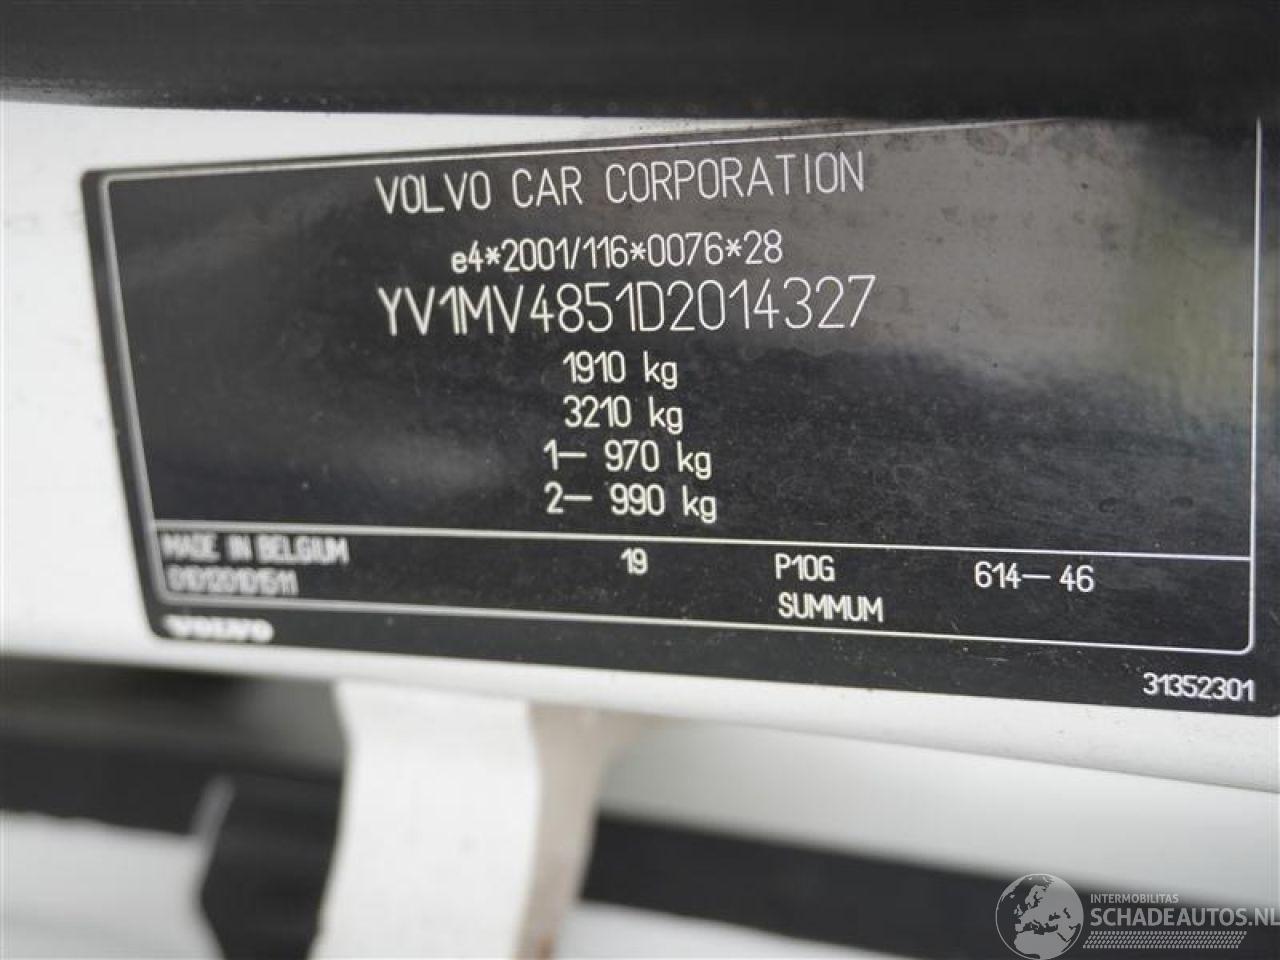 VOLVO CAR CORPORATION
e4*2001/116*0076*28
YV1MV4851D2014327
1910 kg
3210 kg
1- 970 kg
2- 990 kg
MADE IN BELGIUM 19 P10G 614-46
SUMMUM
VOLVO
31352301
INTERMOBILITAS
SCHADEAUTOS.NL